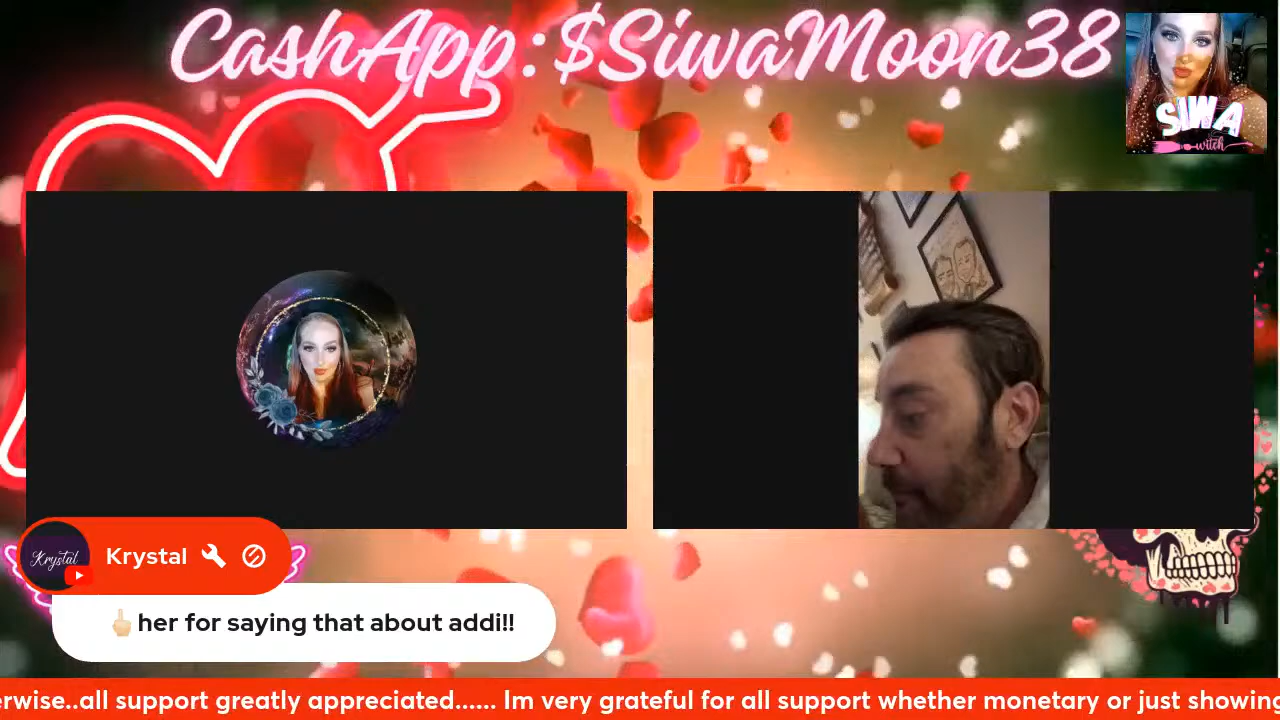 CashApp:$SiwaMoon38
SIWA
witch
Krystal
Krystal
🖕🏻her for saying that about addi!!
erwise..all support greatly appreciated...... Im very grateful for all support whether monetary or just showing